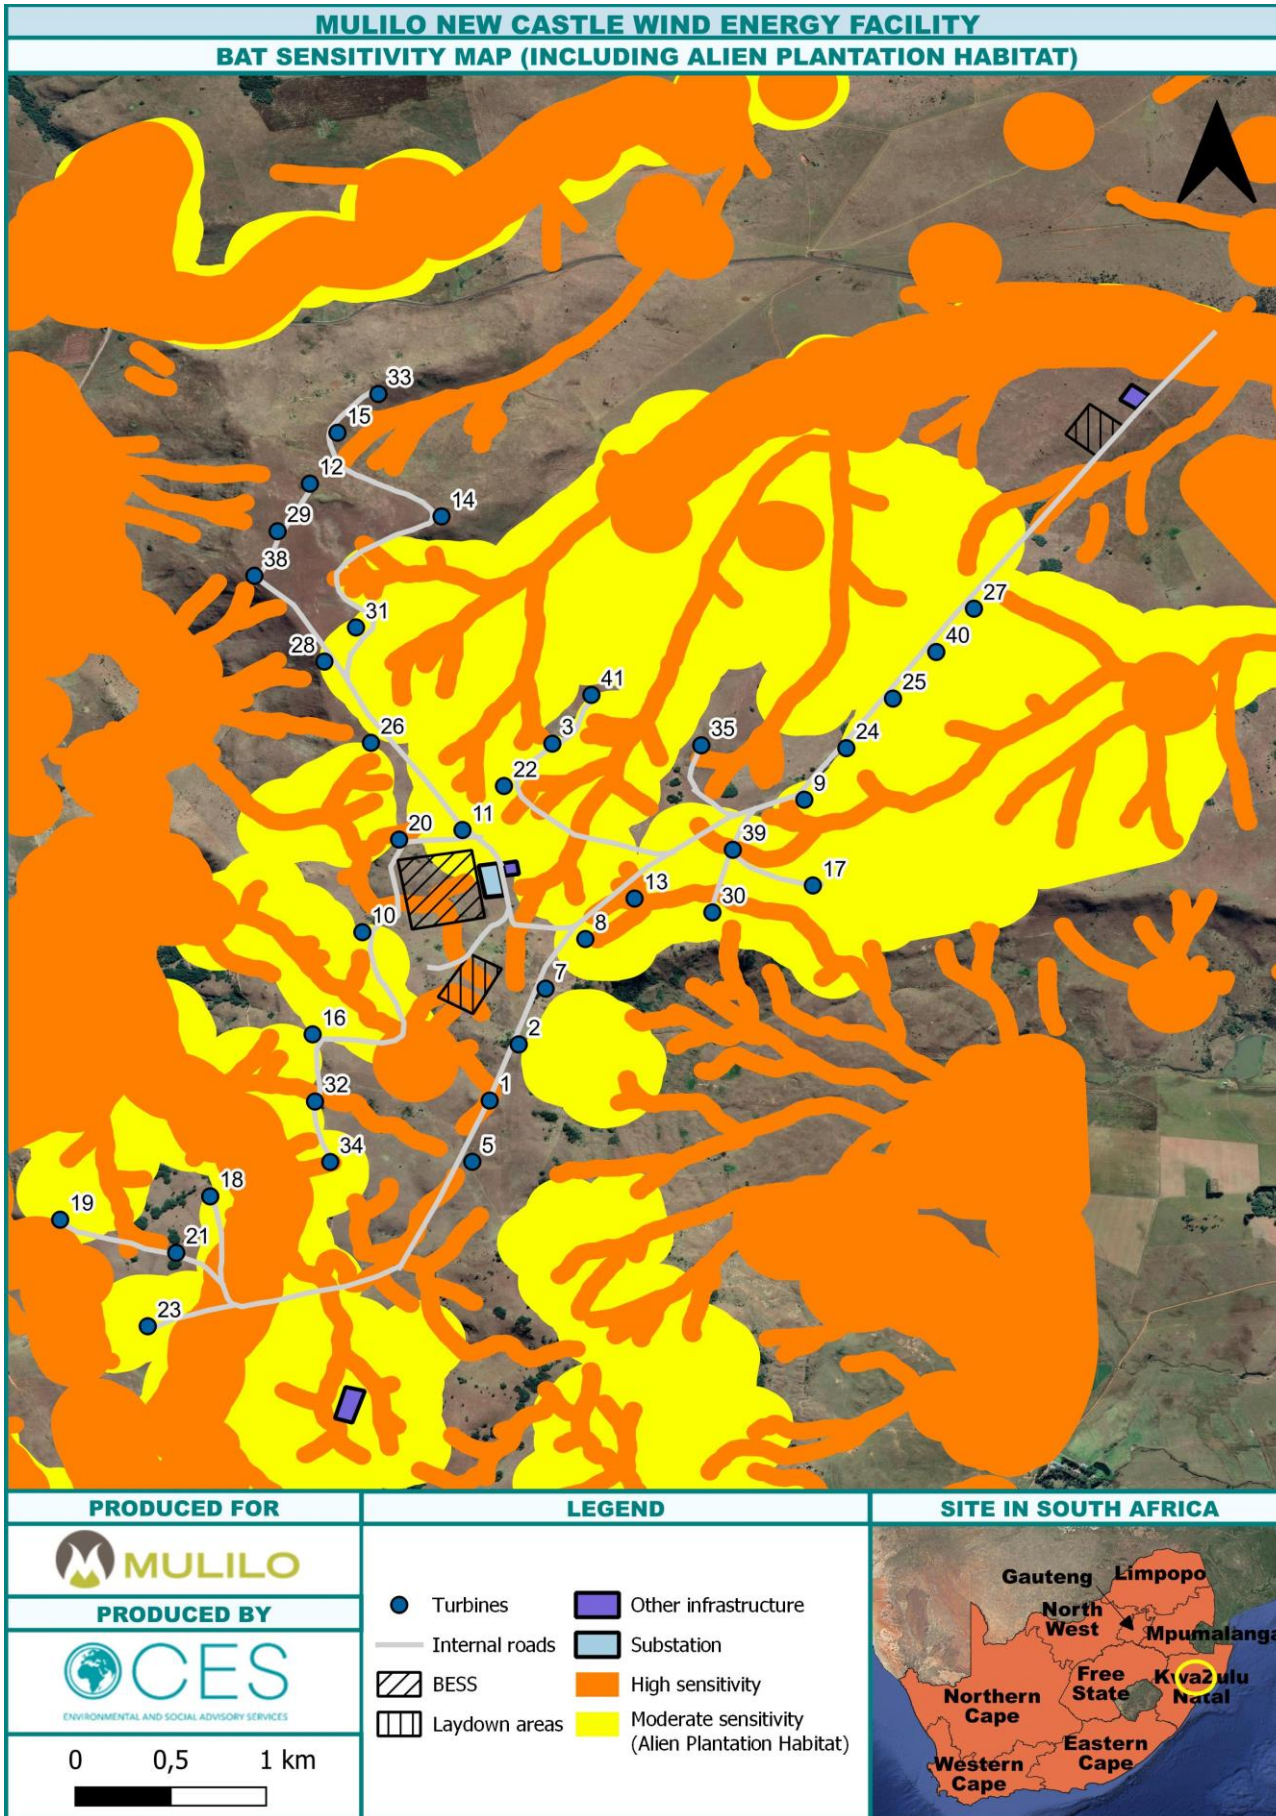 MULILO NEW CASTLE WIND ENERGY FACILITY
BAT SENSITIVITY MAP (INCLUDING ALIEN PLANTATION HABITAT)
33
15
12
14
29
38
31
27
28
40
41
25
26
3
35
24
22
9
11
20
39
17
13
30
10
8
7
16
2
32
1
34
5
18
19
21
23
PRODUCED FOR
MULILO
PRODUCED BY
CES
ENVIRONMENTAL AND SOCIAL ADVISORY SERVICES
0 0,5 1 km
LEGEND
Turbines
Internal roads
BESS
Laydown areas
Other infrastructure
Substation
High sensitivity
Moderate sensitivity
(Alien Plantation Habitat)
SITE IN SOUTH AFRICA
Gauteng
Limpopo
North
West
Mpumalanga
Free
State
KwaZulu
Natal
Northern
Cape
Eastern
Cape
Western
Cape